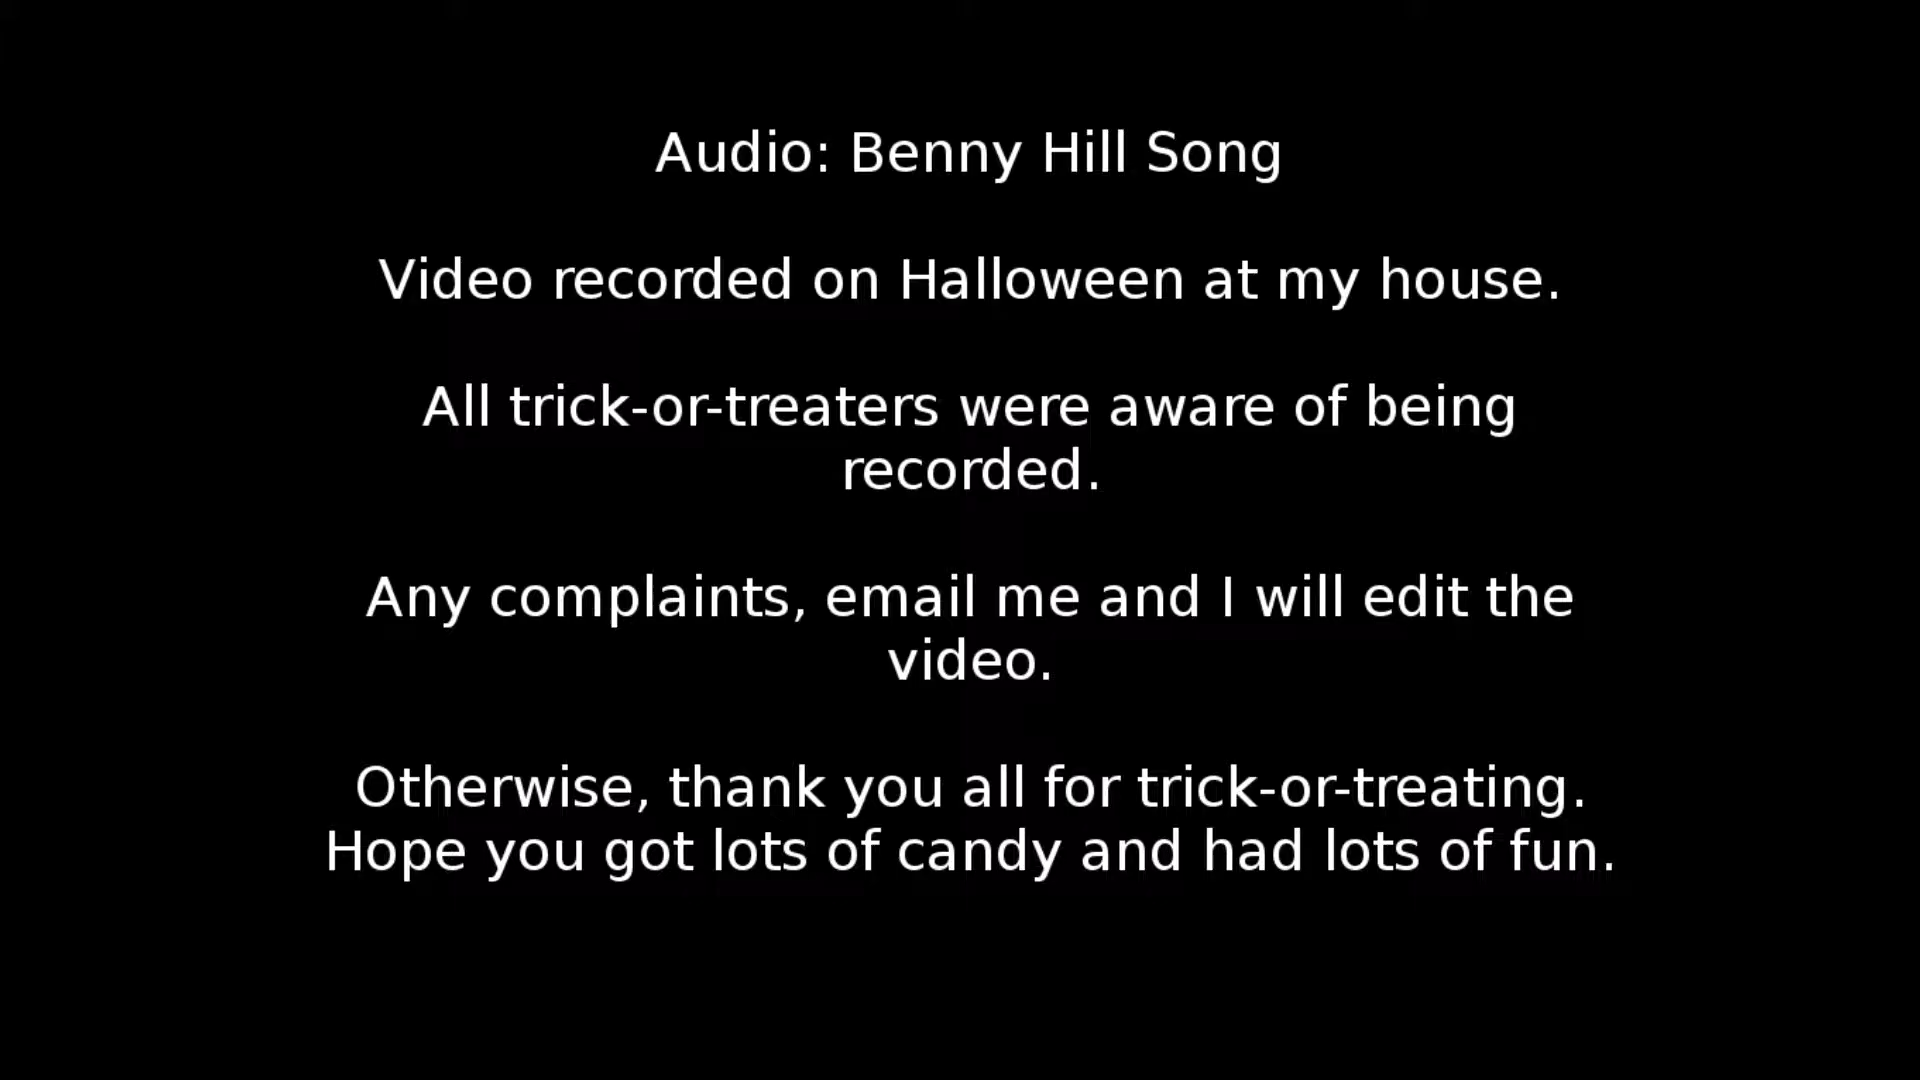 Audio: Benny Hill Song
Video recorded on Halloween at my house.
All trick-or-treaters were aware of being
recorded.
Any complaints, email me and I will edit the
video.
Otherwise, thank you all for trick-or-treating.
Hope you got lots of candy and had lots of fun.